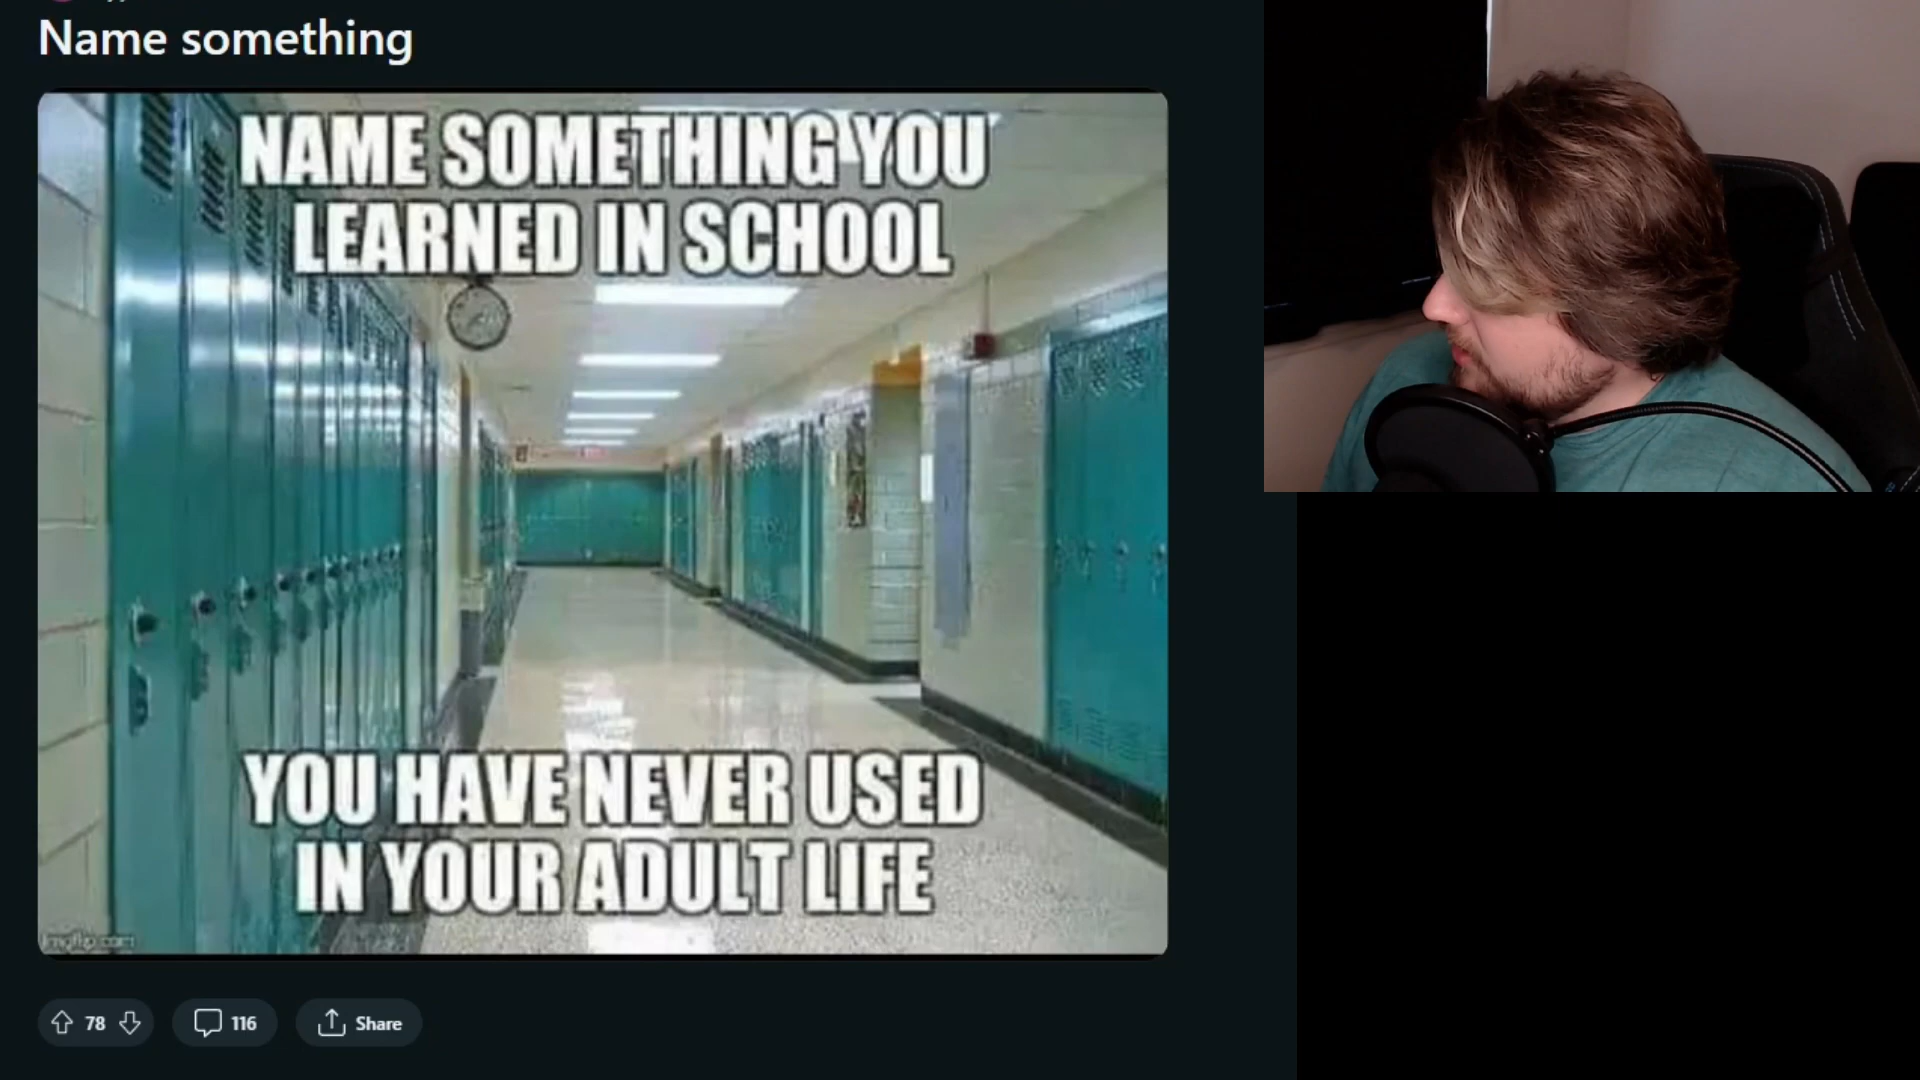 Name something
NAME SOMETHING YOU
LEARNED IN SCHOOL
YOU HAVE NEVER USED
IN YOUR ADULT LIFE
imgflip.com
78
116
Share